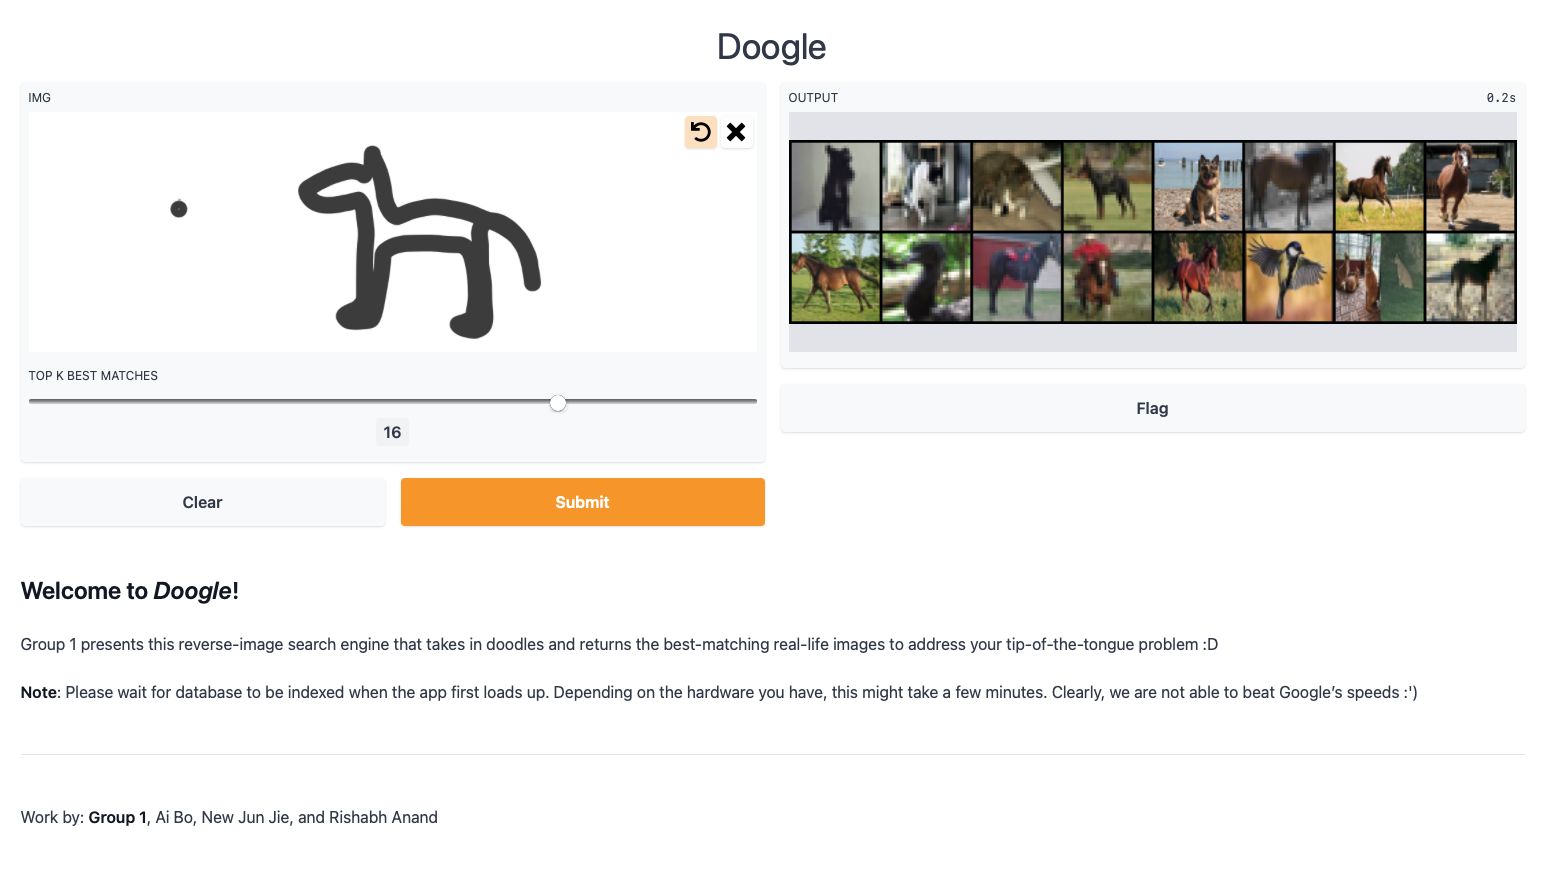 Doogle
IMG
OUTPUT
0.2s
TOP K BEST MATCHES
16
Flag
Clear
Submit
Welcome to Doogle!
Group 1 presents this reverse-image search engine that takes in doodles and returns the best-matching real-life images to address your tip-of-the-tongue problem :D
Note: Please wait for database to be indexed when the app first loads up. Depending on the hardware you have, this might take a few minutes. Clearly, we are not able to beat Google’s speeds :')
Work by: Group 1, Ai Bo, New Jun Jie, and Rishabh Anand